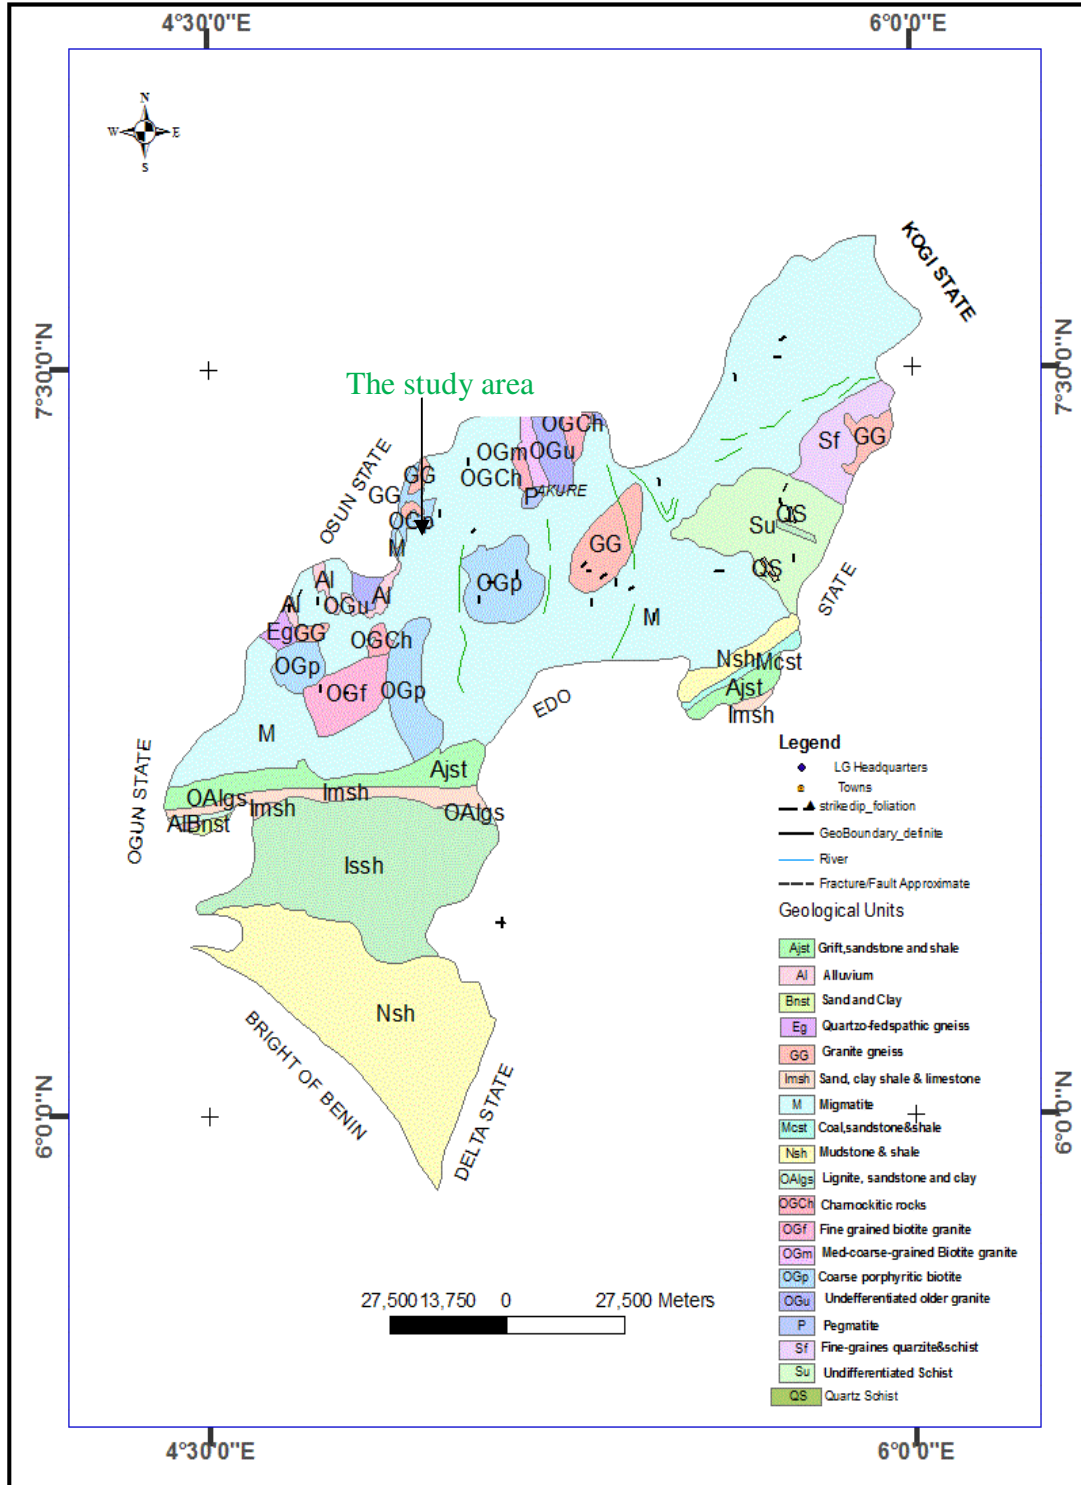 4°30'0"E
6°0'0"E
N
W
E
S
KOGI STATE
7°30'0"N
7°30'0"N
The study area
OGCh
OGm
OGu
OGCh
P
AKURE
GG
GG
OSUN STATE
OGp
M
Sf
GG
Su
QS
QS
STATE
GG
OGp
M
Al
Al
OGu
Al
Eg
GG
OGCh
OGp
OGf
OGp
M
Nsh
Mcst
Ajst
Imsh
EDO
OGUN STATE
Ajst
OAlgs
Imsh
Imsh
OAlgs
AlBnst
Issh
Nsh
BRIGHT OF BENIN
DELTA STATE
6°0'0"N
6°0'0"N
Legend
LG Headquarters
Towns
strikedip_foliation
GeoBoundary_definite
River
Fracture/Fault Approximate
Geological Units
Ajst Grift,sandstone and shale
Al Alluvium
Bnst Sand and Clay
Eg Quartzo-fedspathic gneiss
GG Granite gneiss
Imsh Sand, clay shale & limestone
M Migmatite
Mcst Coal,sandstone&shale
Nsh Mudstone & shale
OAlgs Lignite, sandstone and clay
OGCh Charnockitic rocks
OGf Fine grained biotite granite
OGm Med-coarse-grained Biotite granite
OGp Coarse porphyritic biotite
OGu Undefferentiated older granite
P Pegmatite
Sf Fine-graines quarzite&schist
Su Undifferentiated Schist
QS Quartz Schist
27,500 13,750 0 27,500 Meters
4°30'0"E
6°0'0"E